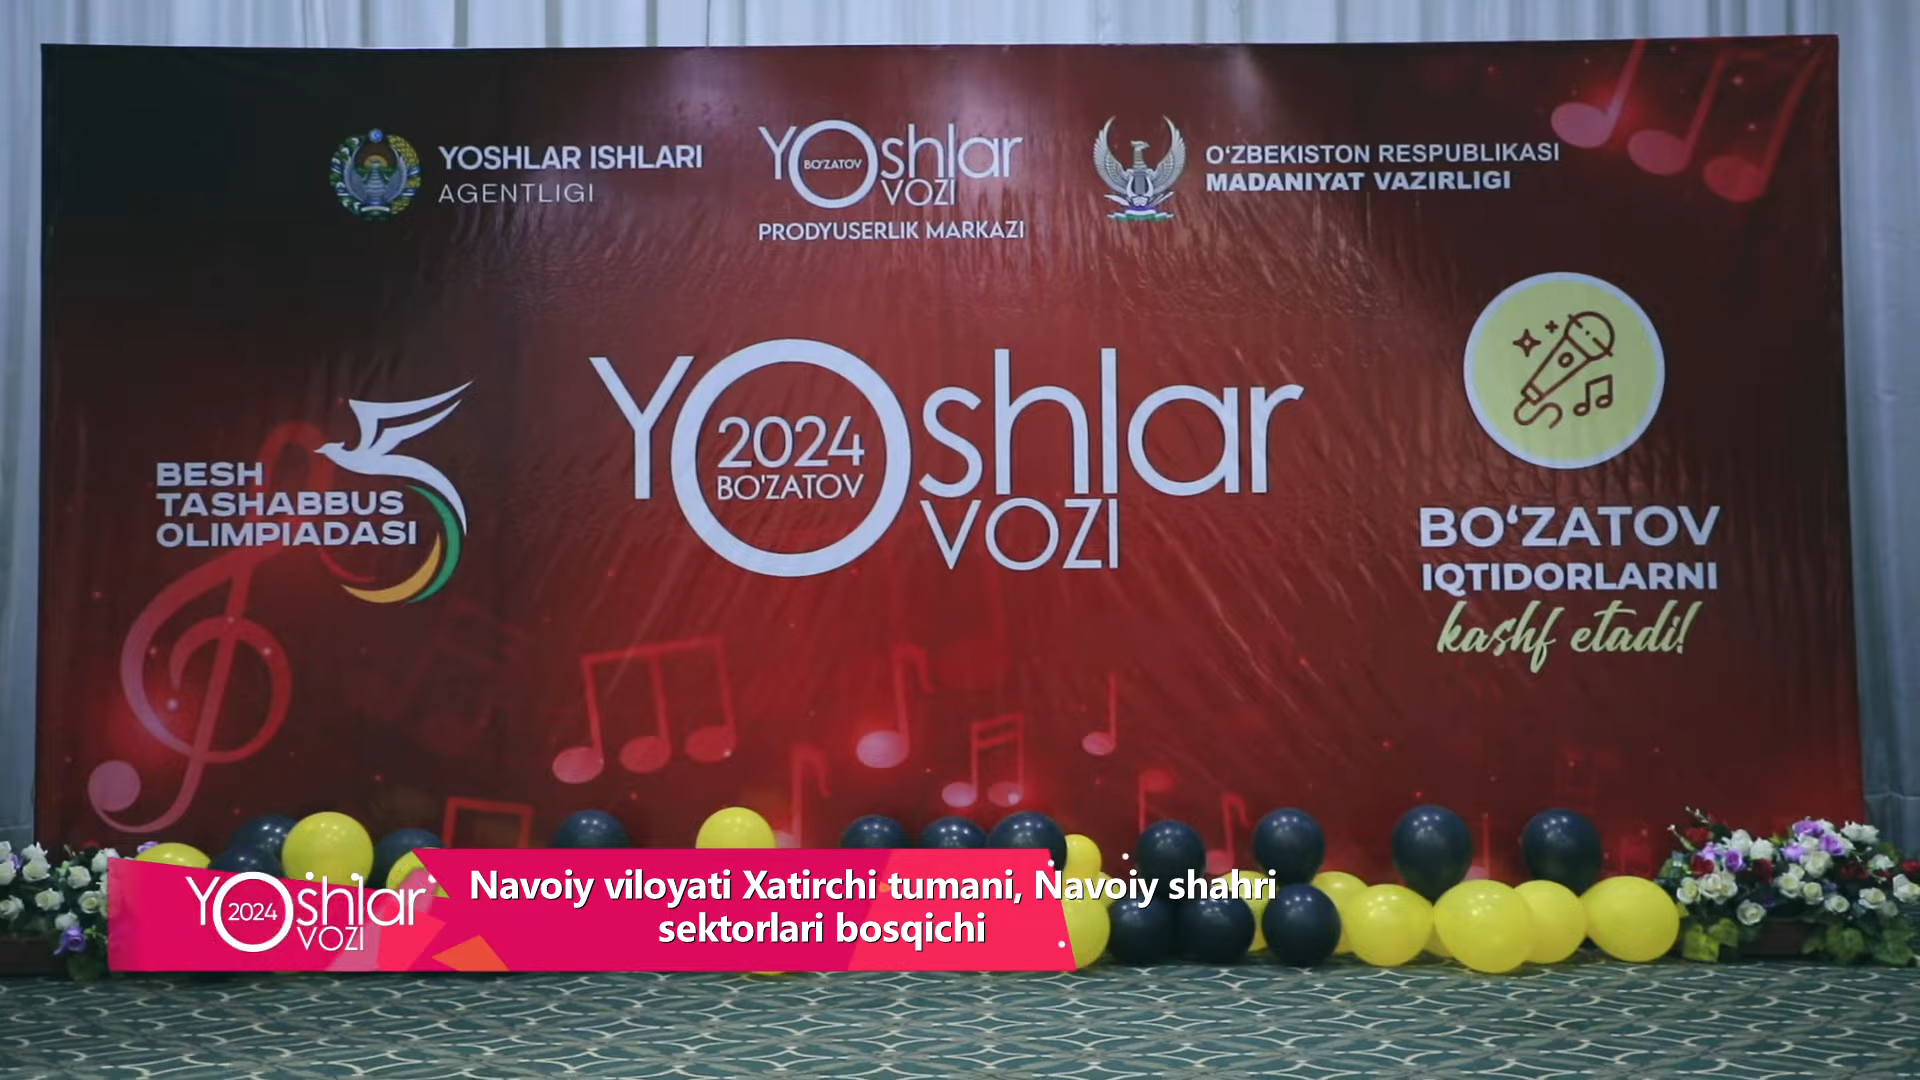 YOSHLAR ISHLARI
AGENTLIGI
YOshlar
BO'ZATOV
VOZI
PRODYUSERLIK MARKAZI
O‘ZBEKISTON RESPUBLIKASI
MADANIYAT VAZIRLIGI
BESH
TASHABBUS
OLIMPIADASI
YOshlar
2024
BO'ZATOV
VOZI
BO‘ZATOV
IQTIDORLARNI
kashf etadi!
YOshlar
2024
VOZI
Navoiy viloyati Xatirchi tumani, Navoiy shahri
sektorlari bosqichi